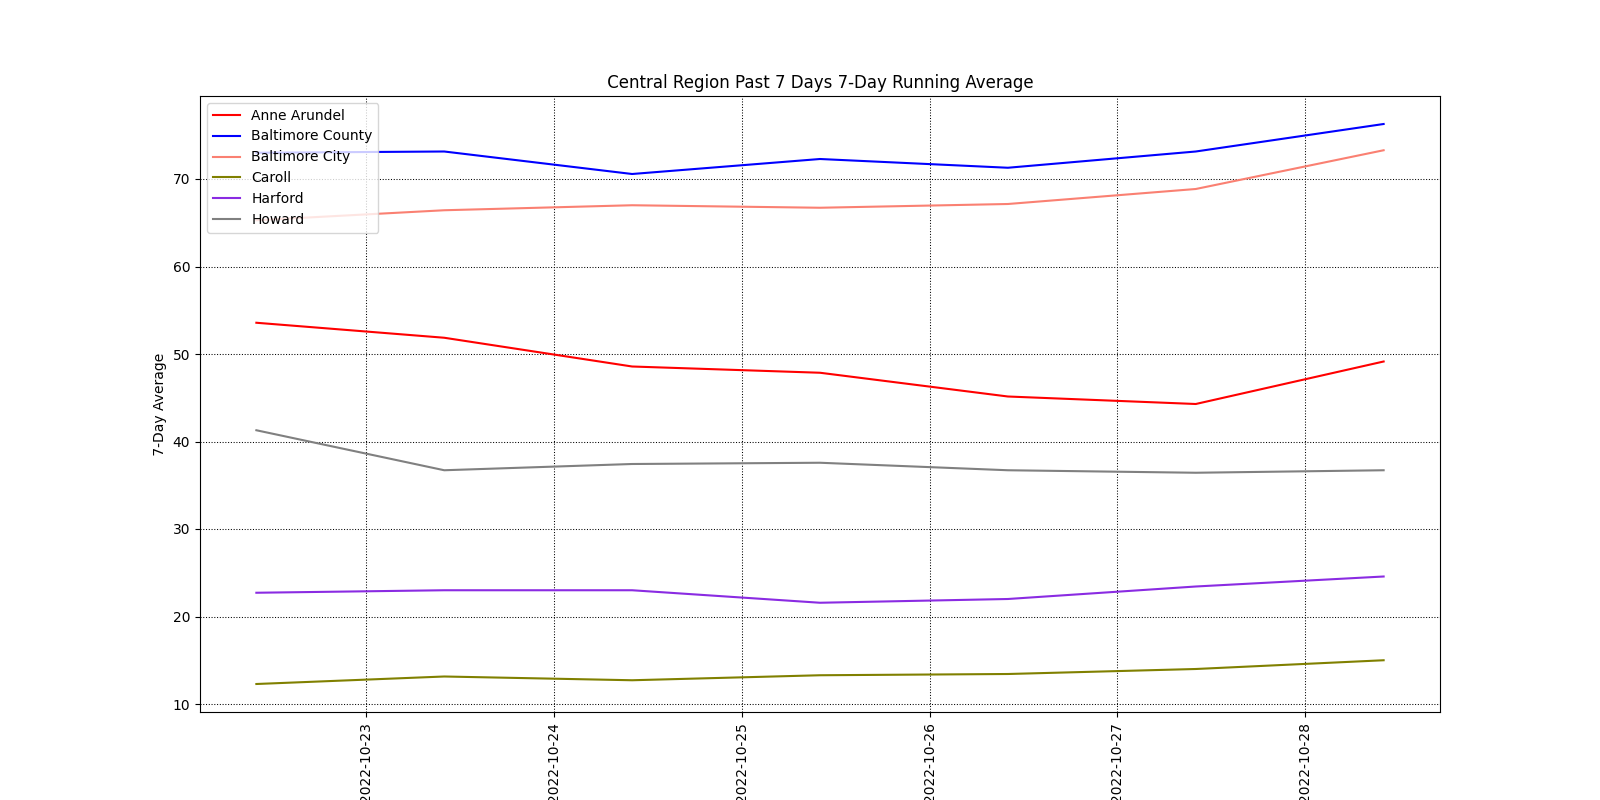 Central Region Past 7 Days 7-Day Running Average
Anne Arundel
Baltimore County
Baltimore City
Caroll
Harford
Howard
7-Day Average
70
60
50
40
30
20
10
2022-10-23
2022-10-24
2022-10-25
2022-10-26
2022-10-27
2022-10-28